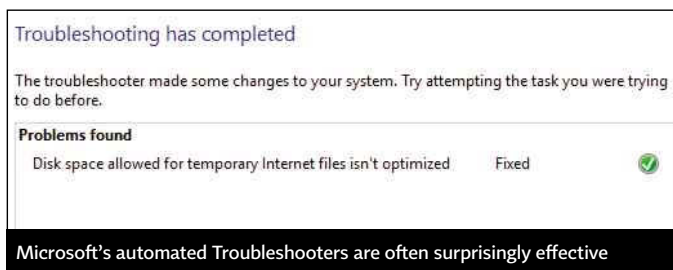 Troubleshooting has completed
The troubleshooter made some changes to your system. Try attempting the task you were trying
to do before.
Problems found
Disk space allowed for temporary Internet files isn't optimized Fixed
Microsoft's automated Troubleshooters are often surprisingly effective